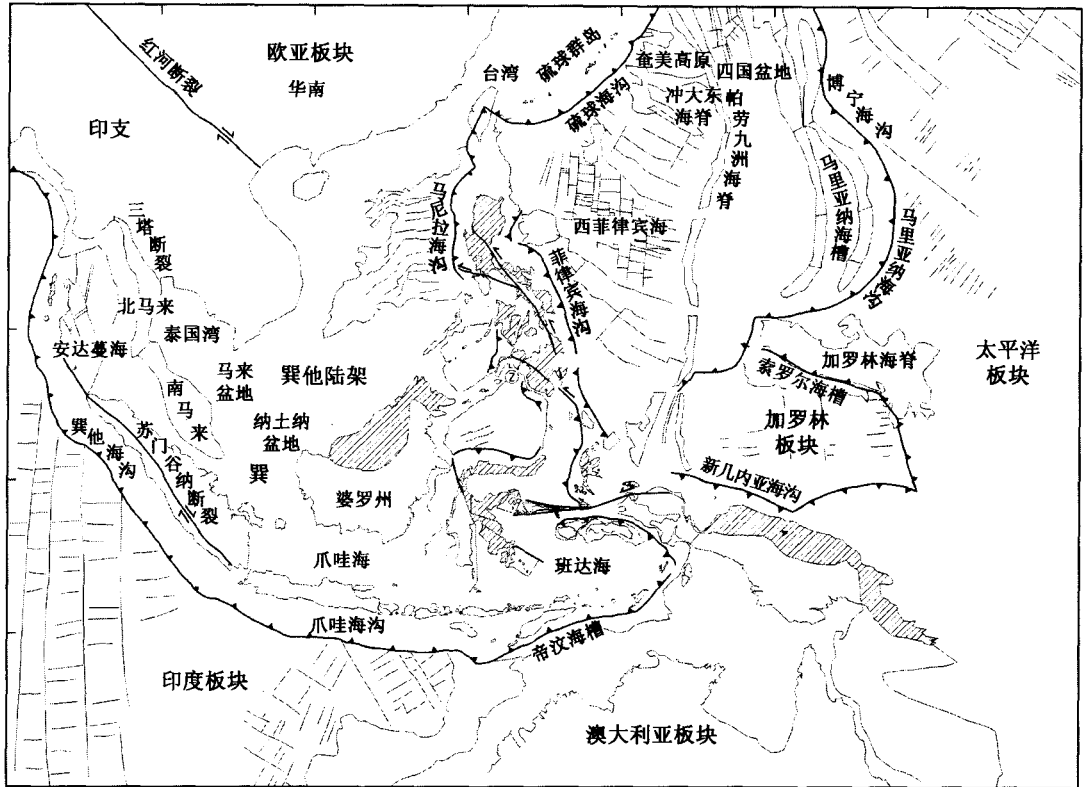 红河断裂
欧亚板块
华南
印支
台湾
硫球群岛
硫球海沟
奄美高原
四国盆地
冲大东
海脊
帕劳九洲海脊
博宁海沟
马里亚纳海槽
马里亚纳海沟
马尼拉海沟
西菲律宾海
菲律宾海沟
三塔断裂
北马来
泰国湾
安达蔓海
马来
盆地
巽他陆架
南马来
纳土纳
盆地
巽
巽他海沟
苏门答纳断裂
婆罗州
爪哇海
爪哇海沟
班达海
帝汶海槽
加罗林海脊
索罗尔海槽
加罗林
板块
太平洋
板块
新几内亚海沟
印度板块
澳大利亚板块